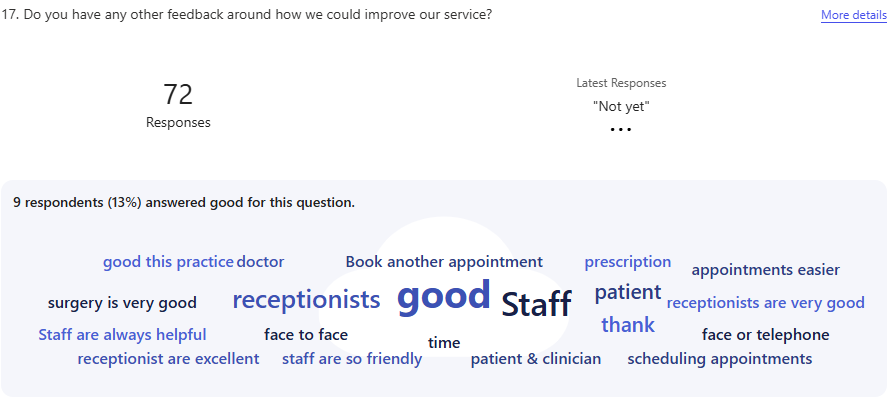 17. Do you have any other feedback around how we could improve our service?
More details
72
Responses
Latest Responses
"Not yet"
...
9 respondents (13%) answered good for this question.
good this practice doctor Book another appointment prescription appointments easier
surgery is very good receptionists good Staff patient receptionists are very good
thank
Staff are always helpful face to face time face or telephone
receptionist are excellent staff are so friendly patient & clinician scheduling appointments